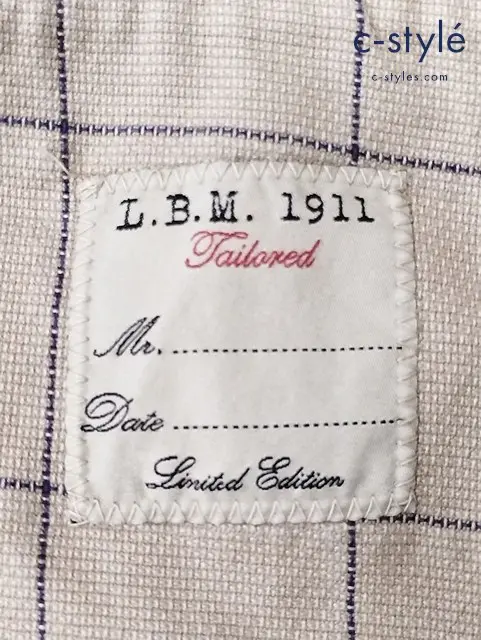 c-stylé
c-styles.com
L.B.M. 1911
Tailored
Mr. ..............................
Date ..............................
Limited Edition